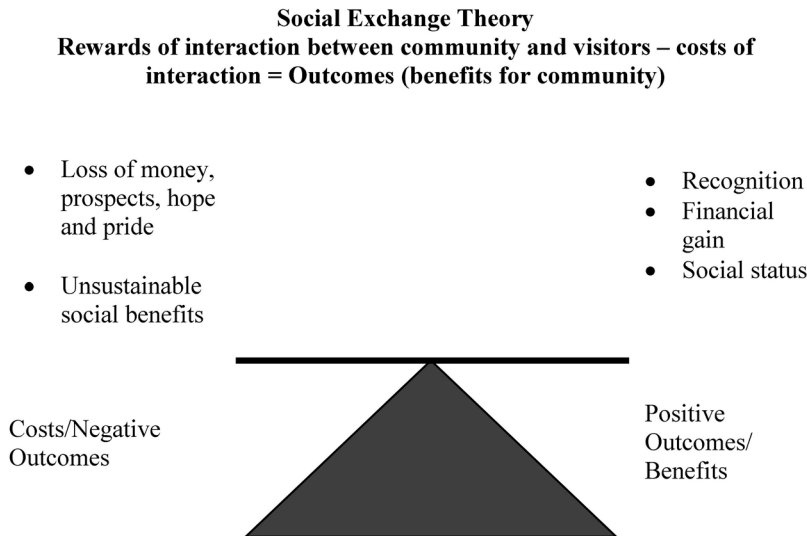 Social Exchange Theory
Rewards of interaction between community and visitors – costs of
interaction = Outcomes (benefits for community)
• Loss of money,
prospects, hope
and pride
• Unsustainable
social benefits
• Recognition
• Financial
gain
• Social status
Costs/Negative
Outcomes
Positive
Outcomes/
Benefits